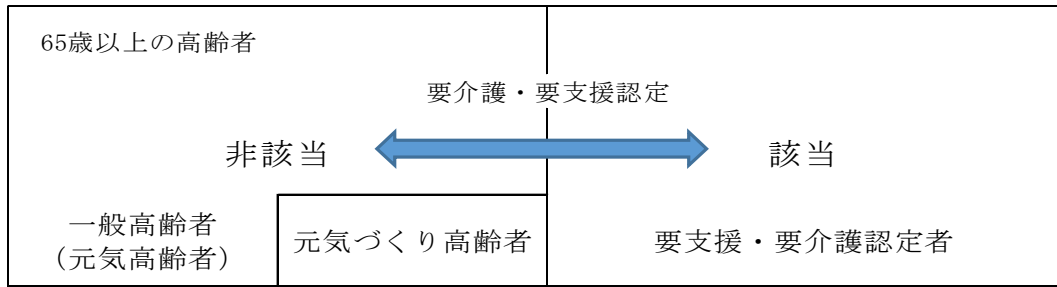 65歳以上の高齢者
要介護・要支援認定
非該当
該当
一般高齢者
（元気高齢者）
元気づくり高齢者
要支援・要介護認定者